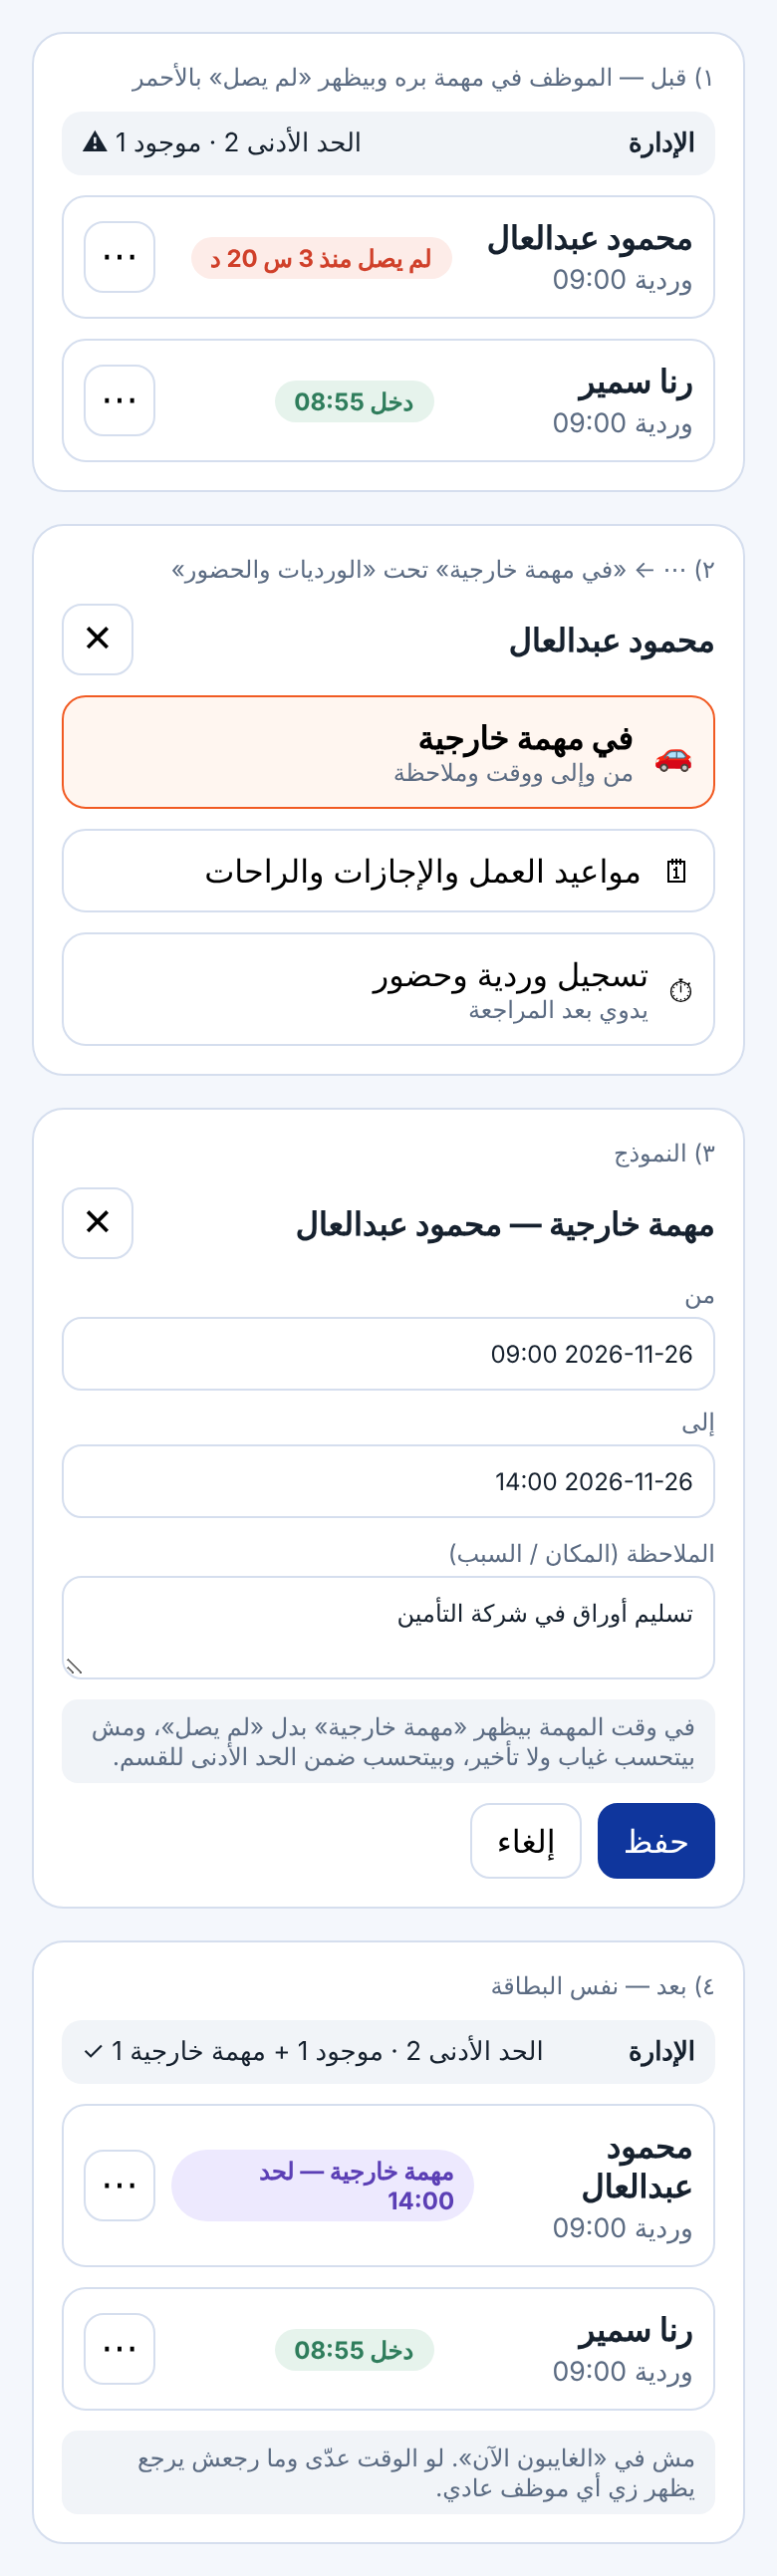 ١) قبل — الموظف في مهمة بره وبيظهر «لم يصل» بالأحمر
الإدارة
الحد الأدنى 2 · موجود 1 ⚠
محمود عبدالعال
وردية 09:00
لم يصل منذ 3 س 20 د
⋯
رنا سمير
وردية 09:00
دخل 08:55
⋯
٢) ⋯ ← «في مهمة خارجية» تحت «الورديات والحضور»
محمود عبدالعال
✕
🚗 في مهمة خارجية
من وإلى ووقت وملاحظة
🗓 مواعيد العمل والإجازات والراحات
⏱ تسجيل وردية وحضور
يدوي بعد المراجعة
٣) النموذج
مهمة خارجية — محمود عبدالعال
✕
من
2026-11-26 09:00
إلى
2026-11-26 14:00
الملاحظة (المكان / السبب)
تسليم أوراق في شركة التأمين
في وقت المهمة بيظهر «مهمة خارجية» بدل «لم يصل»، ومش
بيتحسب غياب ولا تأخير، وبيتحسب ضمن الحد الأدنى للقسم.
حفظ
إلغاء
٤) بعد — نفس البطاقة
الإدارة
الحد الأدنى 2 · موجود 1 + مهمة خارجية 1 ✓
محمود
عبدالعال
وردية 09:00
مهمة خارجية — لحد
14:00
⋯
رنا سمير
وردية 09:00
دخل 08:55
⋯
مش في «الغايبون الآن». لو الوقت عدّى وما رجعش يرجع
يظهر زي أي موظف عادي.